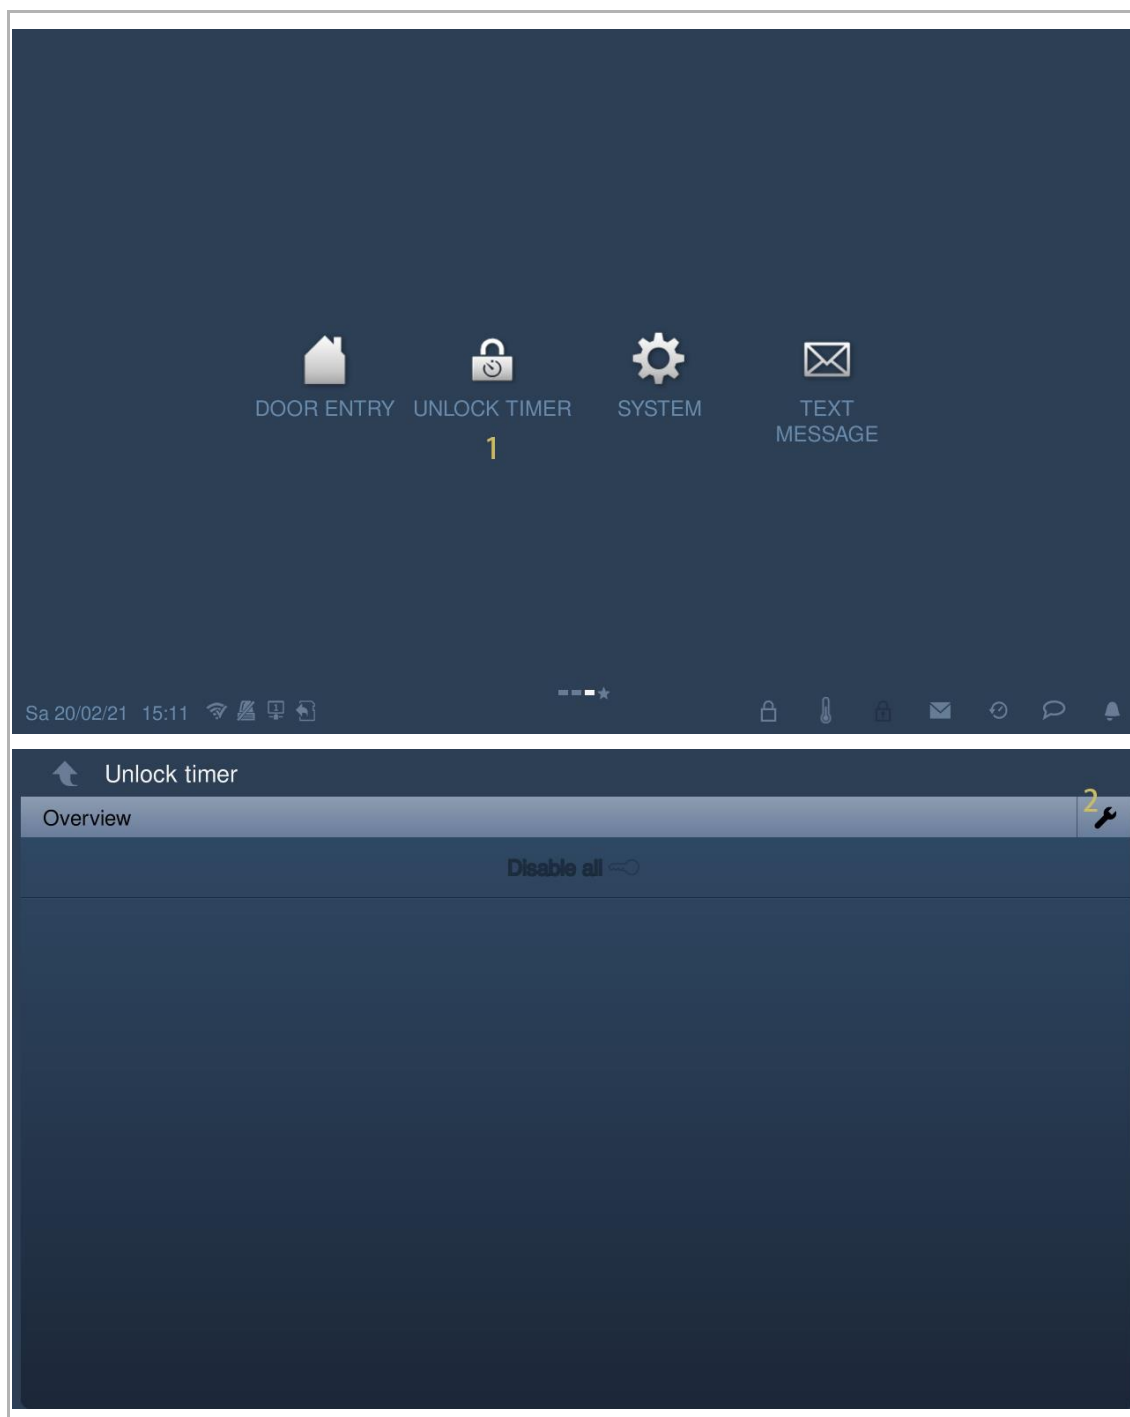 DOOR ENTRY UNLOCK TIMER SYSTEM TEXT
MESSAGE
1
Sa 20/02/21 15:11
Unlock timer
2
Overview
Disable all